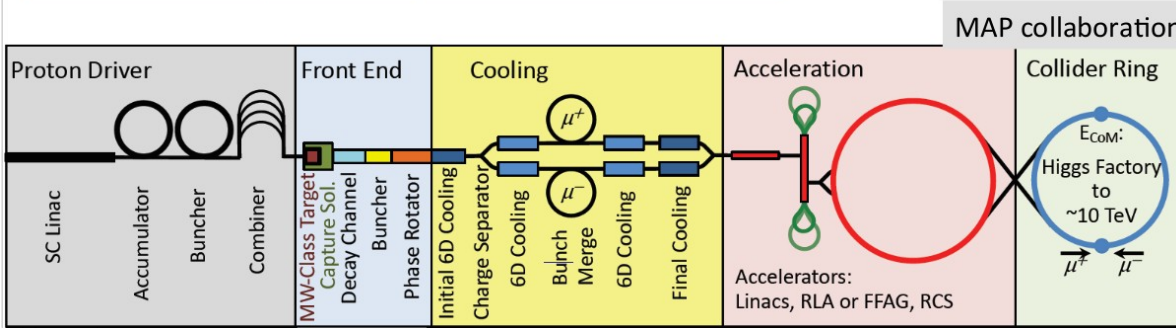 MAP collaboration
Proton Driver
Front End
Cooling
Acceleration
Collider Ring
SC Linac
Accumulator
Buncher
Combiner
MW-Class Target
Capture Sol.
Decay Channel
Buncher
Phase Rotator
Initial 6D Cooling
Charge Separator
μ+
μ−
6D Cooling
Bunch
Merge
6D Cooling
Final Cooling
Accelerators:
Linacs, RLA or FFAG, RCS
ECoM:
Higgs Factory
to
~10 TeV
μ+ μ−